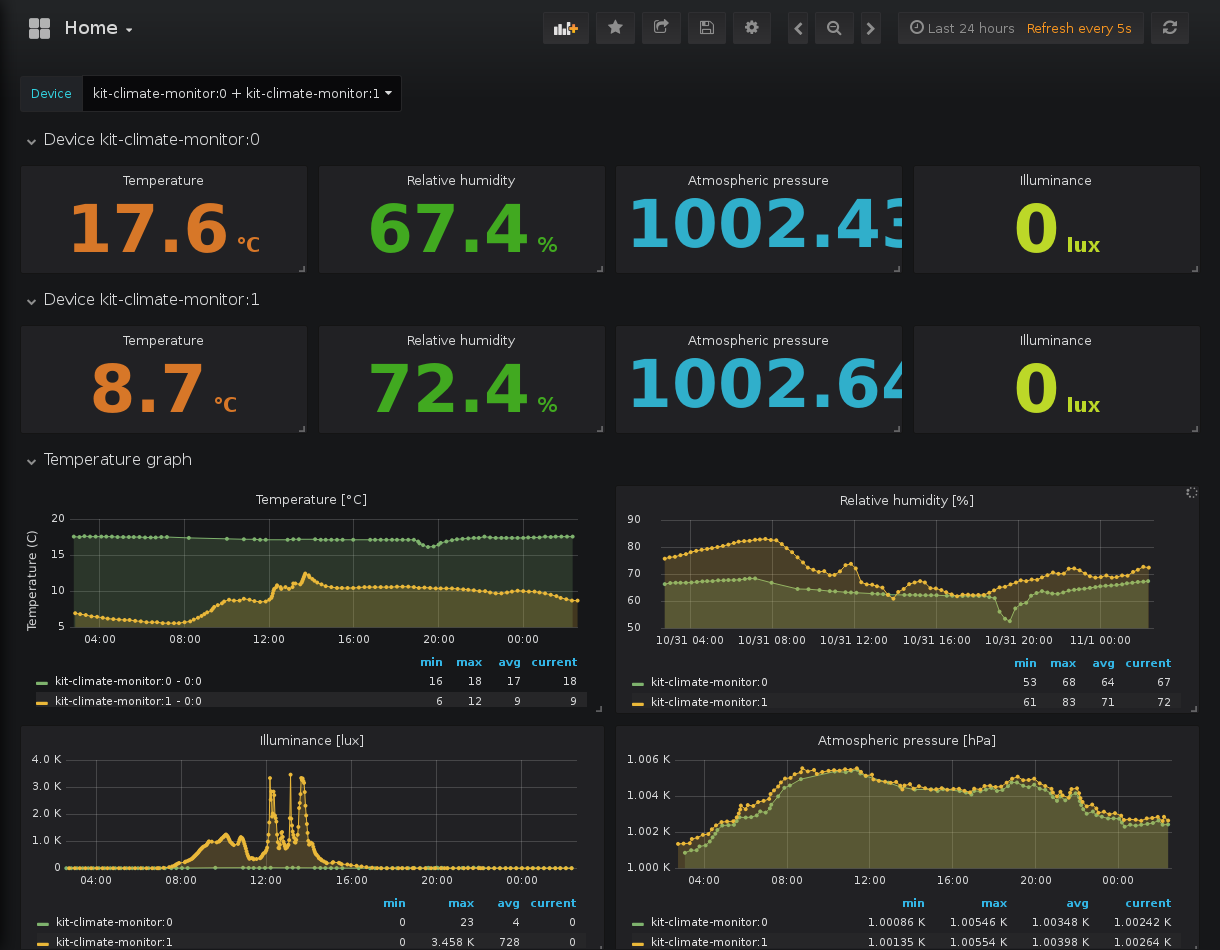 Home
Last 24 hours Refresh every 5s
Device kit-climate-monitor:0 + kit-climate-monitor:1
Device kit-climate-monitor:0
Temperature Relative humidity Atmospheric pressure Illuminance
17.6 °C 67.4 % 1002.43 0 lux
Device kit-climate-monitor:1
Temperature Relative humidity Atmospheric pressure Illuminance
8.7 °C 72.4 % 1002.64 0 lux
Temperature graph
Temperature [°C]
Temperature (C)
20
15
10
5
04:00 08:00 12:00 16:00 20:00 00:00
min max avg current
kit-climate-monitor:0 - 0:0 16 18 17 18
kit-climate-monitor:1 - 0:0 6 12 9 9
Relative humidity [%]
90
80
70
60
50
10/31 04:00 10/31 08:00 10/31 12:00 10/31 16:00 10/31 20:00 11/1 00:00
min max avg current
kit-climate-monitor:0 53 68 64 67
kit-climate-monitor:1 61 83 71 72
Illuminance [lux]
4.0 K
3.0 K
2.0 K
1.0 K
0
04:00 08:00 12:00 16:00 20:00 00:00
min max avg current
kit-climate-monitor:0 0 23 4 0
kit-climate-monitor:1 0 3.458 K 728 0
Atmospheric pressure [hPa]
1.006 K
1.004 K
1.002 K
1.000 K
04:00 08:00 12:00 16:00 20:00 00:00
min max avg current
kit-climate-monitor:0 1.00086 K 1.00546 K 1.00348 K 1.00242 K
kit-climate-monitor:1 1.00135 K 1.00554 K 1.00398 K 1.00264 K